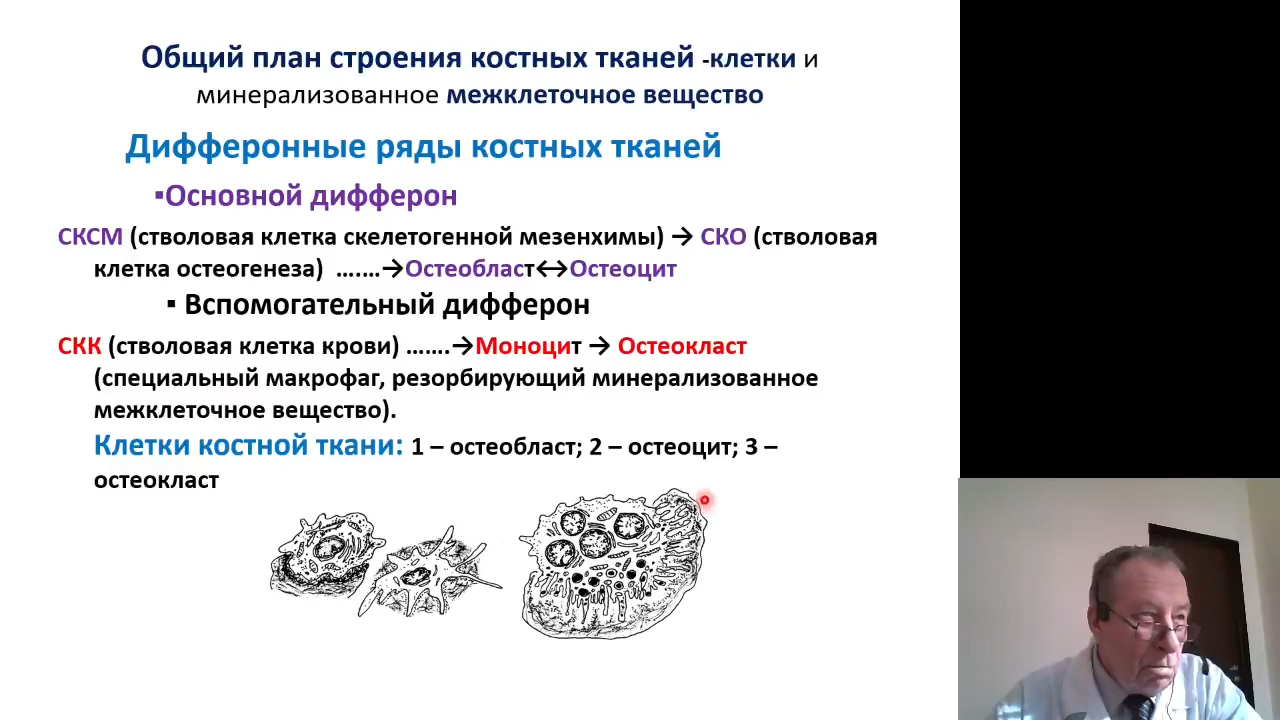 Общий план строения костных тканей -клетки и
минерализованное межклеточное вещество
Дифферонные ряды костных тканей
▪Основной дифферон
СКСМ (стволовая клетка скелетогенной мезенхимы) → СКО (стволовая
клетка остеогенеза) …….→Остеобласт↔Остеоцит
▪ Вспомогательный дифферон
СКК (стволовая клетка крови) …….→Моноцит → Остеокласт
(специальный макрофаг, резорбирующий минерализованное
межклеточное вещество).
Клетки костной ткани: 1 – остеобласт; 2 – остеоцит; 3 –
остеокласт